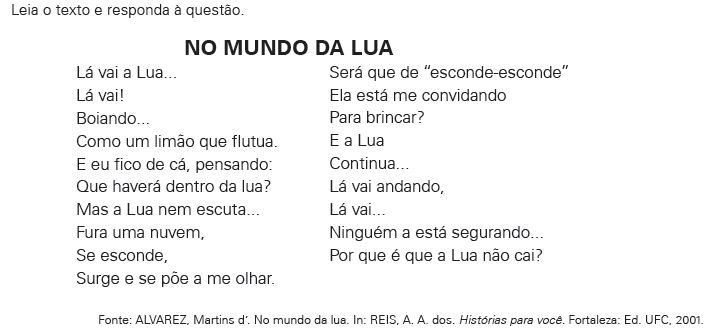 Leia o texto e responda à questão.
NO MUNDO DA LUA
Lá vai a Lua...
Lá vai!
Boiando...
Como um limão que flutua.
E eu fico de cá, pensando:
Que haverá dentro da lua?
Mas a Lua nem escuta...
Fura uma nuvem,
Se esconde,
Surge e se põe a me olhar.
Será que de “esconde-esconde”
Ela está me convidando
Para brincar?
E a Lua
Continua...
Lá vai andando,
Lá vai...
Ninguém a está segurando...
Por que é que a Lua não cai?
Fonte: ALVAREZ, Martins d’. No mundo da lua. In: REIS, A. A. dos. Histórias para você. Fortaleza: Ed. UFC, 2001.